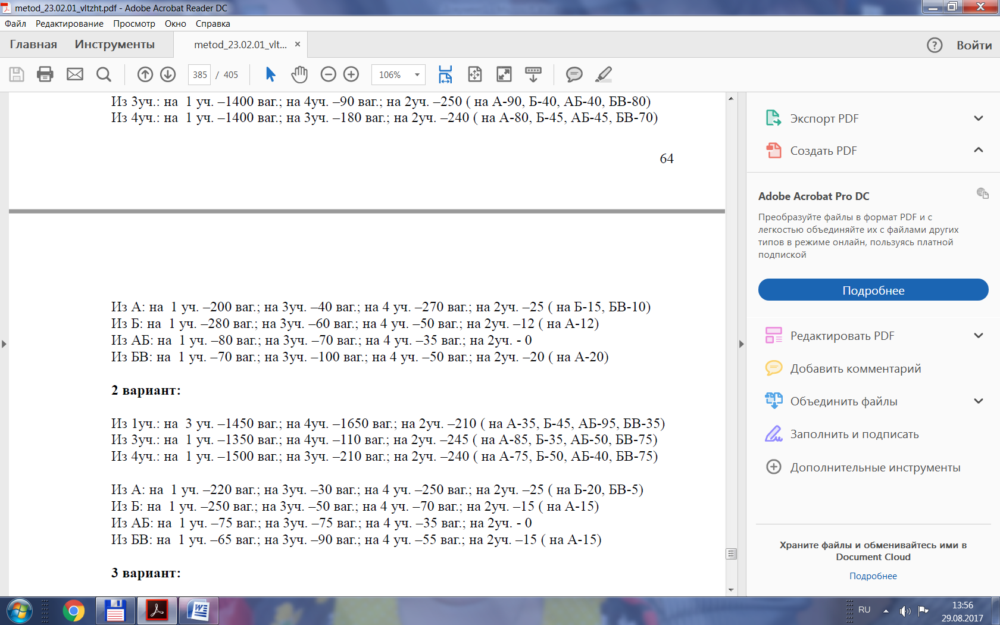 metod_23.02.01_vltzht.pdf - Adobe Acrobat Reader DC
Файл Редактирование Просмотр Окно Справка
Главная Инструменты metod_23.02.01_vlt... × Войти
385 / 405 106%
Из 3уч.: на 1 уч. –1400 ваг.; на 4уч. –90 ваг.; на 2уч. –250 ( на А-90, Б-40, АБ-40, БВ-80)
Из 4уч.: на 1 уч. –1400 ваг.; на 3уч. –180 ваг.; на 2уч. –240 ( на А-80, Б-45, АБ-45, БВ-70)
64
Из А: на 1 уч. –200 ваг.; на 3уч. –40 ваг.; на 4 уч. –270 ваг.; на 2уч. –25 ( на Б-15, БВ-10)
Из Б: на 1 уч. –280 ваг.; на 3уч. –60 ваг.; на 4 уч. –50 ваг.; на 2уч. –12 ( на А-12)
Из АБ: на 1 уч. –80 ваг.; на 3уч. –70 ваг.; на 4 уч. –35 ваг.; на 2уч. - 0
Из БВ: на 1 уч. –70 ваг.; на 3уч. –100 ваг.; на 4 уч. –50 ваг.; на 2уч. –20 ( на А-20)
2 вариант:
Из 1уч.: на 3 уч. –1450 ваг.; на 4уч. –1650 ваг.; на 2уч. –210 ( на А-35, Б-45, АБ-95, БВ-35)
Из 3уч.: на 1 уч. –1350 ваг.; на 4уч. –110 ваг.; на 2уч. –245 ( на А-85, Б-35, АБ-50, БВ-75)
Из 4уч.: на 1 уч. –1500 ваг.; на 3уч. –210 ваг.; на 2уч. –240 ( на А-75, Б-50, АБ-40, БВ-75)
Из А: на 1 уч. –220 ваг.; на 3уч. –30 ваг.; на 4 уч. –250 ваг.; на 2уч. –25 ( на Б-20, БВ-5)
Из Б: на 1 уч. –250 ваг.; на 3уч. –50 ваг.; на 4 уч. –70 ваг.; на 2уч. –15 ( на А-15)
Из АБ: на 1 уч. –75 ваг.; на 3уч. –75 ваг.; на 4 уч. –35 ваг.; на 2уч. - 0
Из БВ: на 1 уч. –65 ваг.; на 3уч. –90 ваг.; на 4 уч. –55 ваг.; на 2уч. –15 ( на А-15)
3 вариант:
Экспорт PDF
Создать PDF
Adobe Acrobat Pro DC
Преобразуйте файлы в формат PDF и с
легкостью объединяйте их с файлами других
типов в режиме онлайн, пользуясь платной
подпиской
Подробнее
Редактировать PDF
Добавить комментарий
Объединить файлы
Заполнить и подписать
Дополнительные инструменты
Храните файлы и обменивайтесь ими в
Document Cloud
Подробнее
RU
13:56
29.08.2017